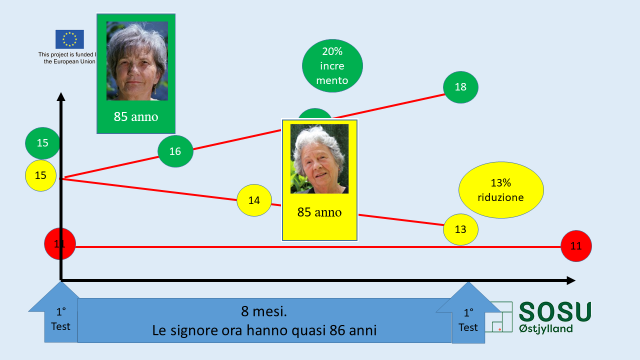 This project is funded
the European Union
85 anno
20%
incre
mento
18
15
16
15
14
85 anno
13%
riduzione
13
11
11
1°
Test
8 mesi.
Le signore ora hanno quasi 86 anni
1°
Test
SOSU
Østjylland